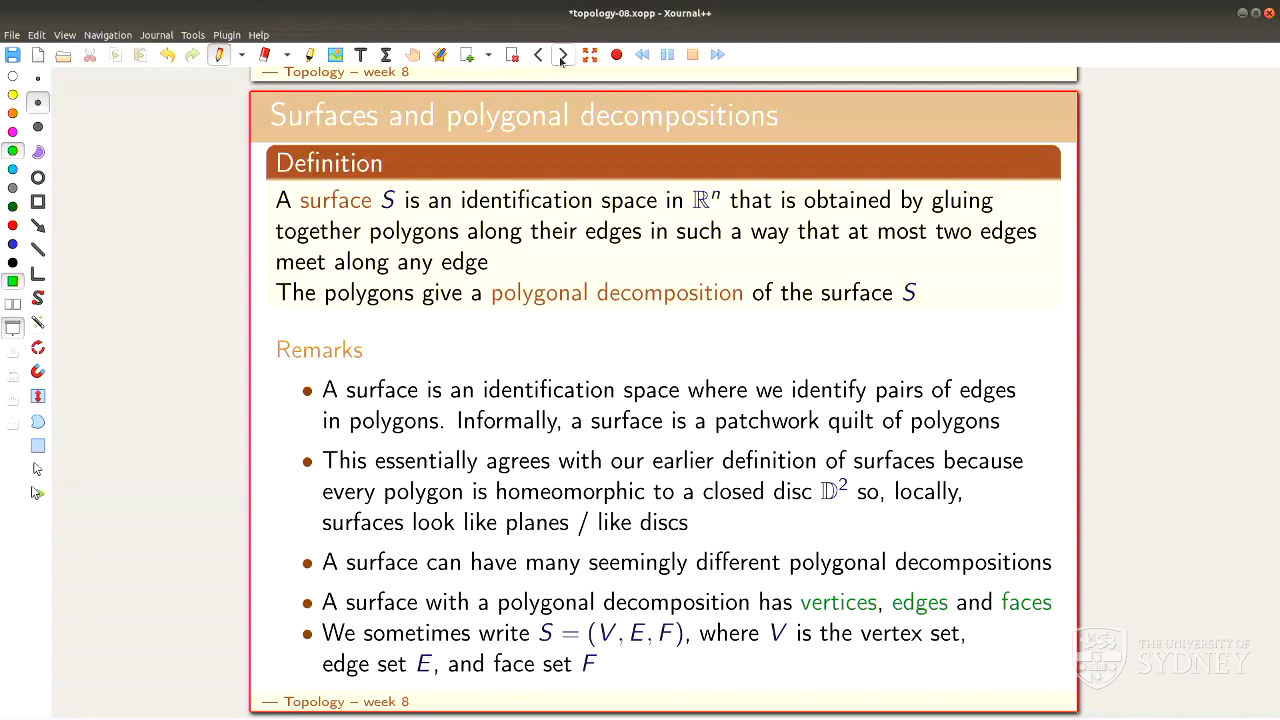 *topology-08.xopp - Xournal++
File Edit View Navigation Journal Tools Plugin Help
— Topology – week 8
Surfaces and polygonal decompositions
Definition
A surface S is an identification space in ℝⁿ that is obtained by gluing
together polygons along their edges in such a way that at most two edges
meet along any edge
The polygons give a polygonal decomposition of the surface S
Remarks
• A surface is an identification space where we identify pairs of edges
in polygons. Informally, a surface is a patchwork quilt of polygons
• This essentially agrees with our earlier definition of surfaces because
every polygon is homeomorphic to a closed disc 𝔻² so, locally,
surfaces look like planes / like discs
• A surface can have many seemingly different polygonal decompositions
• A surface with a polygonal decomposition has vertices, edges and faces
• We sometimes write S = (V, E, F), where V is the vertex set,
edge set E, and face set F
THE UNIVERSITY OF
SYDNEY
— Topology – week 8